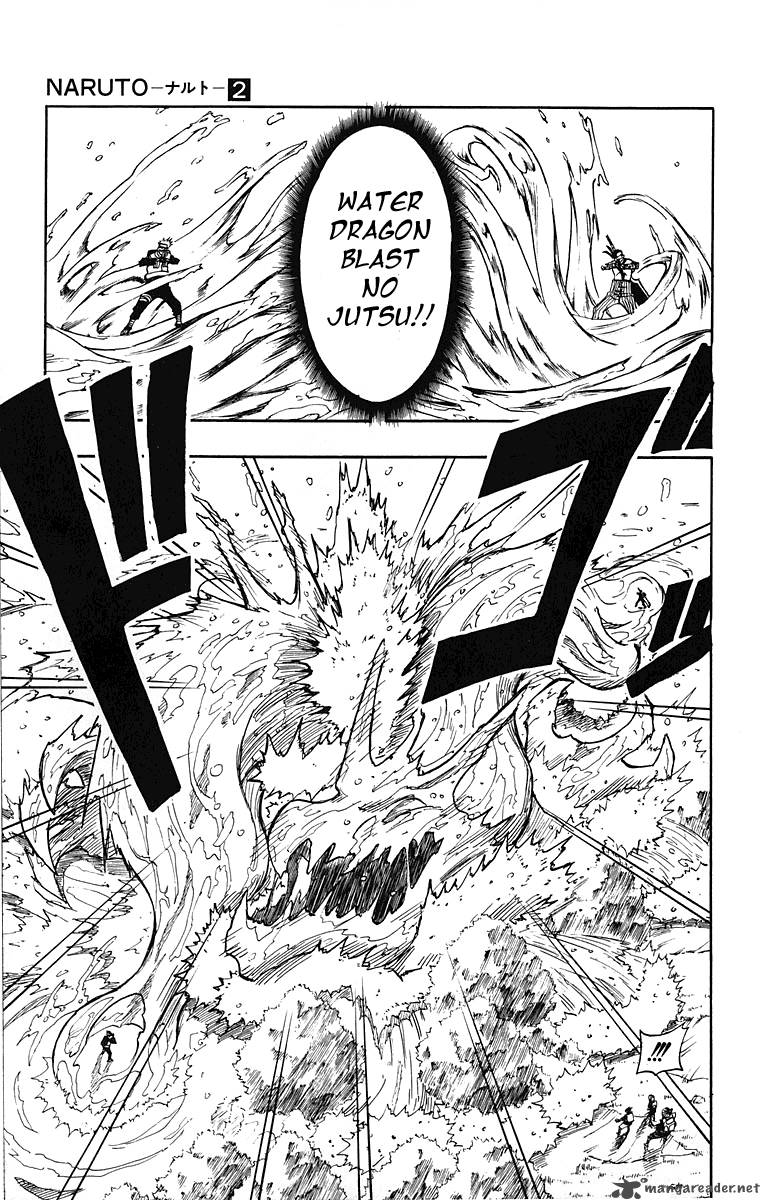 NARUTO —ナルト— 2
WATER
DRAGON
BLAST
NO
JUTSU!!
ドゴッ
!!!
mangareader.net